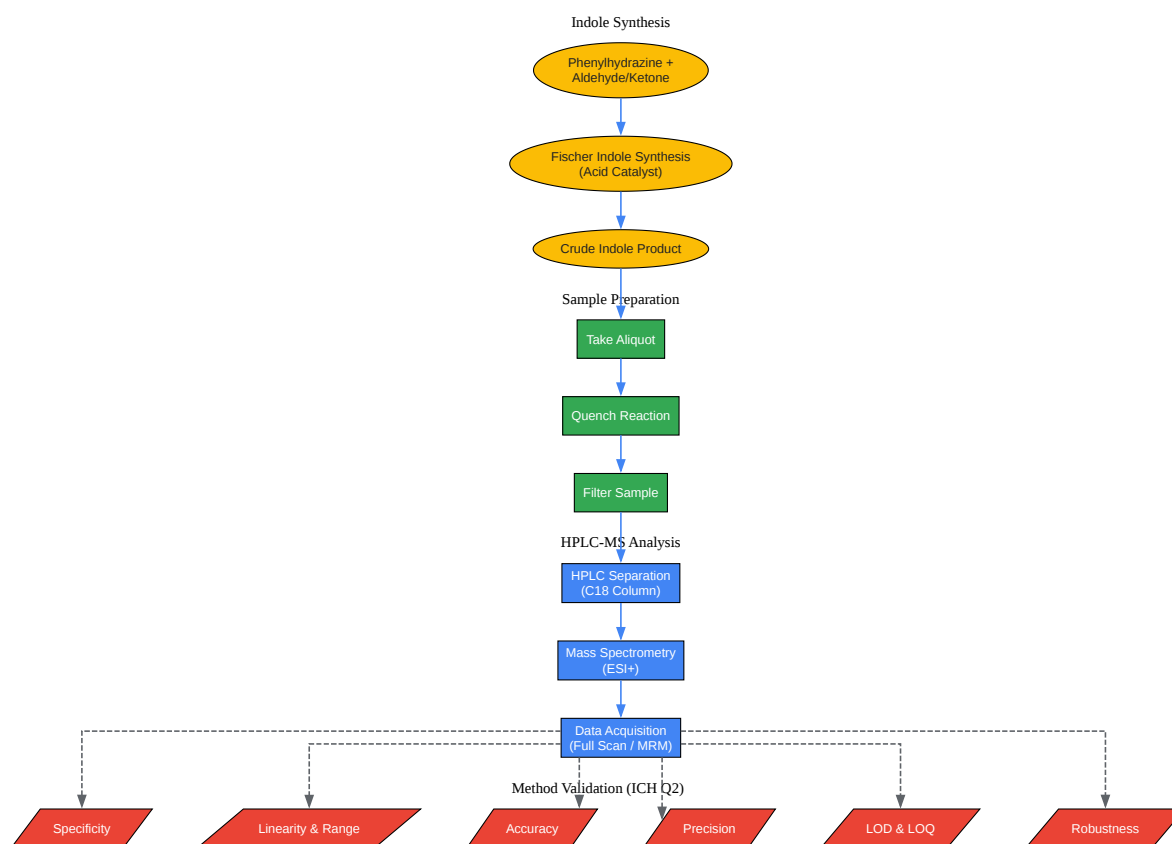 Indole Synthesis
Phenylhydrazine +
Aldehyde/Ketone
Fischer Indole Synthesis
(Acid Catalyst)
Crude Indole Product
Sample Preparation
Take Aliquot
Quench Reaction
Filter Sample
HPLC-MS Analysis
HPLC Separation
(C18 Column)
Mass Spectrometry
(ESI+)
Data Acquisition
(Full Scan / MRM)
Method Validation (ICH Q2)
Specificity
Linearity & Range
Accuracy
Precision
LOD & LOQ
Robustness